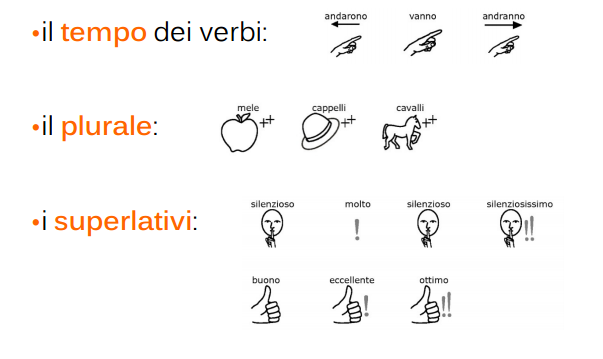 andarono vanno andranno
•il tempo dei verbi:
mele cappelli cavalli
•il plurale:
silenzioso molto silenzioso silenziosissimo
•i superlativi:
buono eccellente ottimo